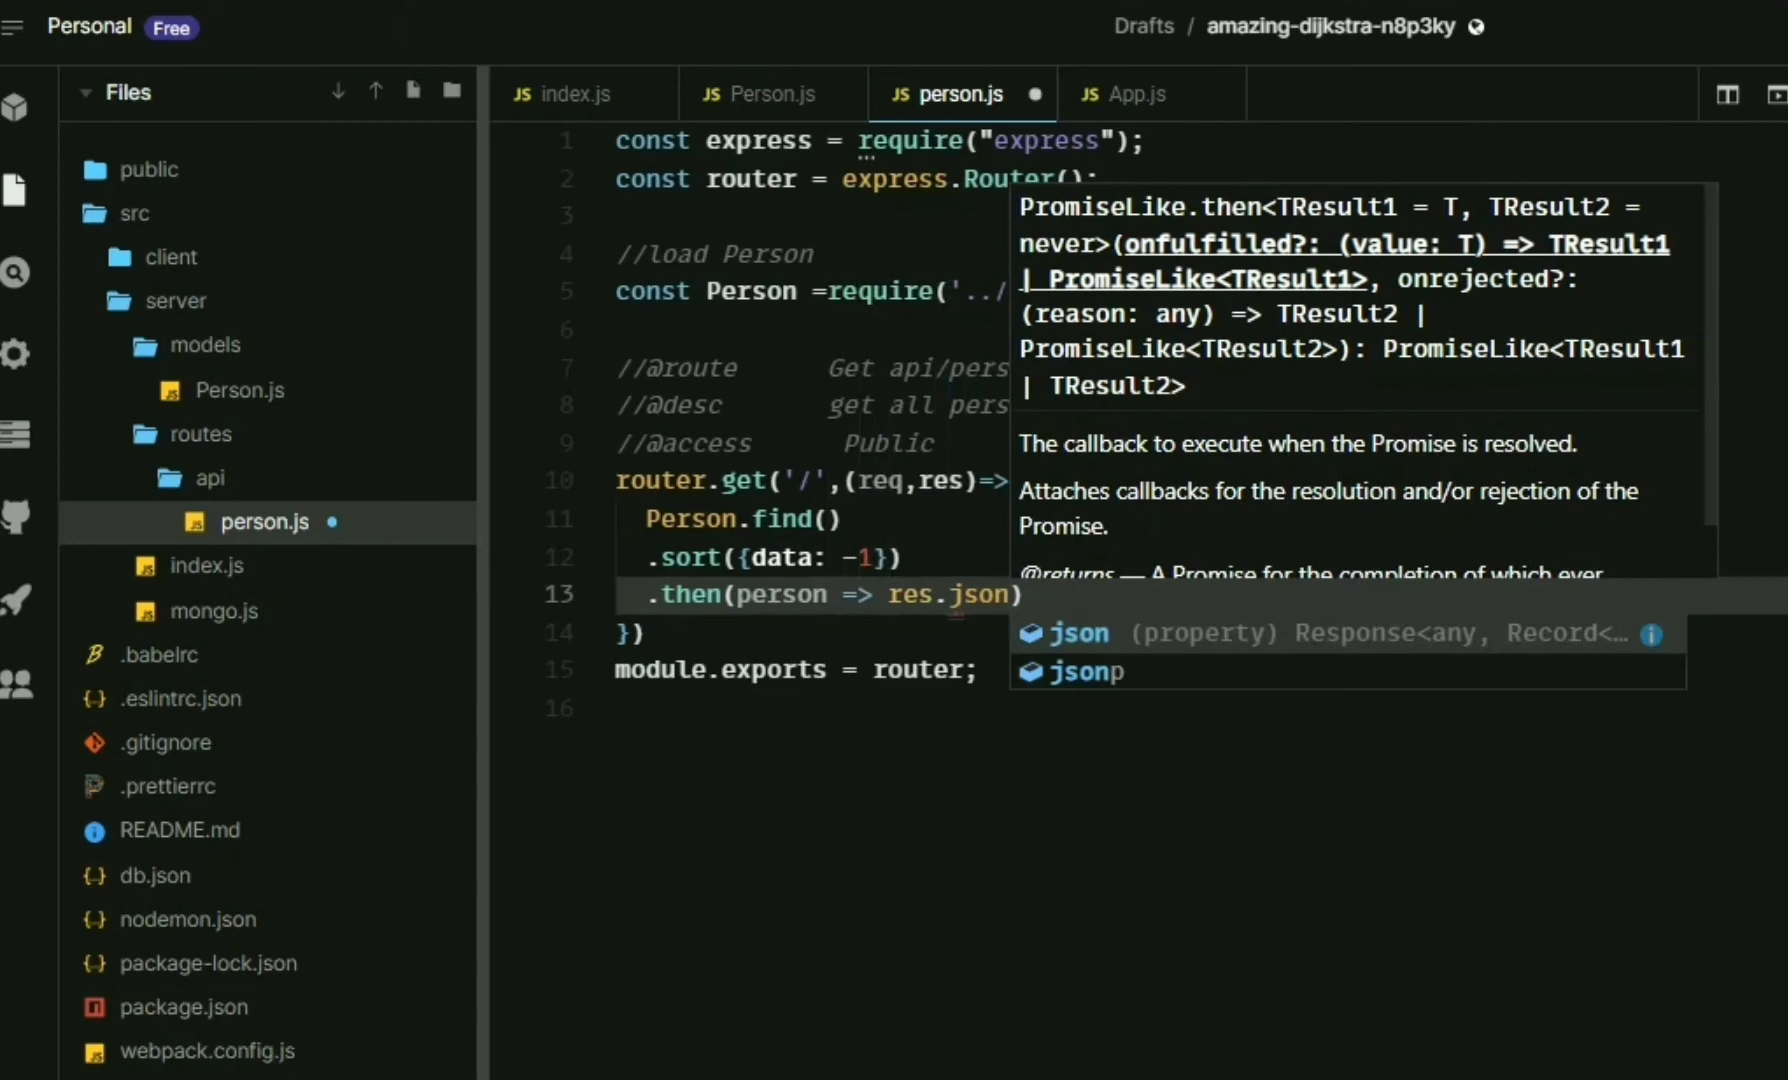 Personal Free
Drafts / amazing-dijkstra-n8p3ky
Files
public
src
client
server
models
Person.js
routes
api
person.js
index.js
mongo.js
.babelrc
.eslintrc.json
.gitignore
.prettierrc
README.md
db.json
nodemon.json
package-lock.json
package.json
webpack.config.js
JS index.js
JS Person.js
JS person.js
JS App.js
1 const express = require("express");
2 const router = express.Router();
3
4 //load Person
5 const Person =require('../
6
7 //@route Get api/pers
8 //@desc get all pers
9 //@access Public
10 router.get('/',(req,res)=>
11 Person.find()
12 .sort({data: -1})
13 .then(person => res.json)
14 })
15 module.exports = router;
16
PromiseLike.then<TResult1 = T, TResult2 =
never>(onfulfilled?: (value: T) => TResult1
| PromiseLike<TResult1>, onrejected?:
(reason: any) => TResult2 |
PromiseLike<TResult2>): PromiseLike<TResult1
| TResult2>
The callback to execute when the Promise is resolved.
Attaches callbacks for the resolution and/or rejection of the
Promise.
@returns — A Promise for the completion of which ever
json (property) Response<any, Record<…
jsonp